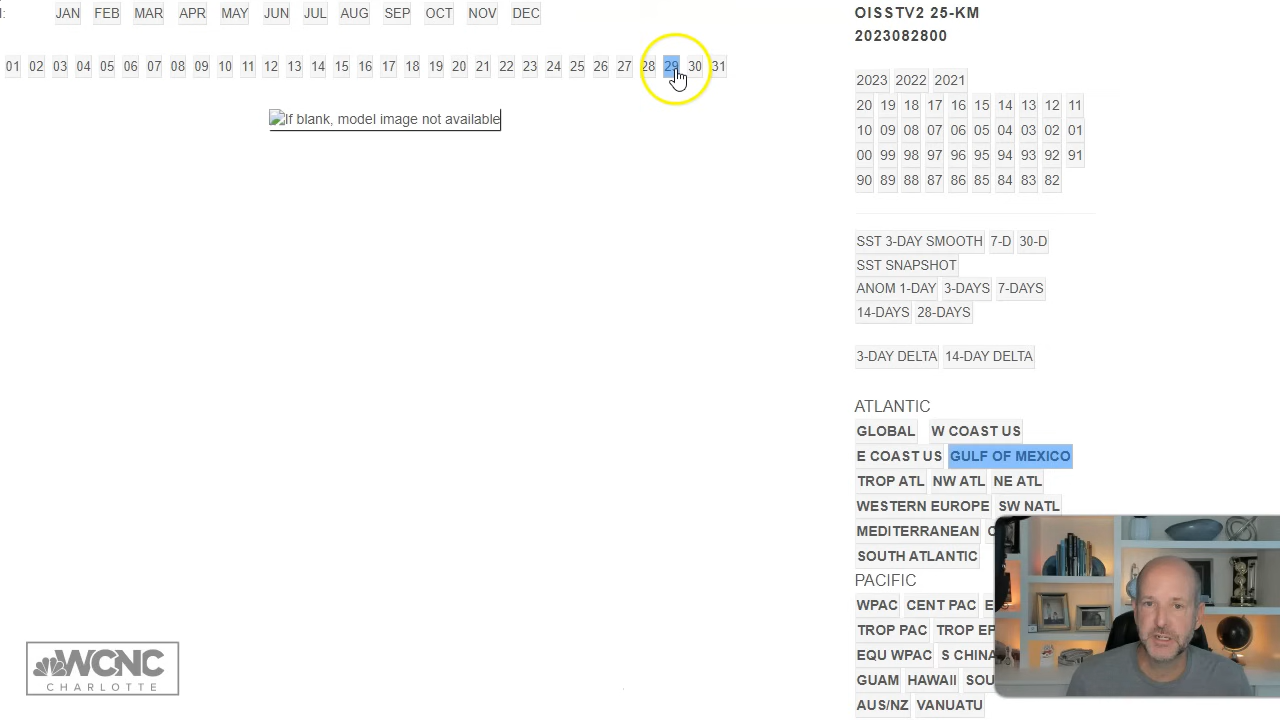 JAN FEB MAR APR MAY JUN JUL AUG SEP OCT NOV DEC
01 02 03 04 05 06 07 08 09 10 11 12 13 14 15 16 17 18 19 20 21 22 23 24 25 26 27 28 29 30 31
If blank, model image not available
OISSTV2 25-KM
2023082800
2023 2022 2021
20 19 18 17 16 15 14 13 12 11
10 09 08 07 06 05 04 03 02 01
00 99 98 97 96 95 94 93 92 91
90 89 88 87 86 85 84 83 82
SST 3-DAY SMOOTH 7-D 30-D
SST SNAPSHOT
ANOM 1-DAY 3-DAYS 7-DAYS
14-DAYS 28-DAYS
3-DAY DELTA 14-DAY DELTA
ATLANTIC
GLOBAL W COAST US
E COAST US GULF OF MEXICO
TROP ATL NW ATL NE ATL
WESTERN EUROPE SW NATL
MEDITERRANEAN
SOUTH ATLANTIC
PACIFIC
WPAC CENT PAC
TROP PAC TROP
EQU WPAC S CHINA
GUAM HAWAII
AUS/NZ VANUATU
WCNC
CHARLOTTE